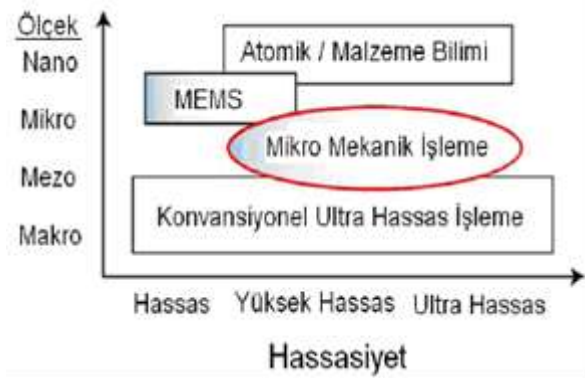 Ölçek
Nano
Mikro
Mezo
Makro
Atomik / Malzeme Bilimi
MEMS
Mikro Mekanik İşleme
Konvansiyonel Ultra Hassas İşleme
Hassas Yüksek Hassas Ultra Hassas
Hassasiyet